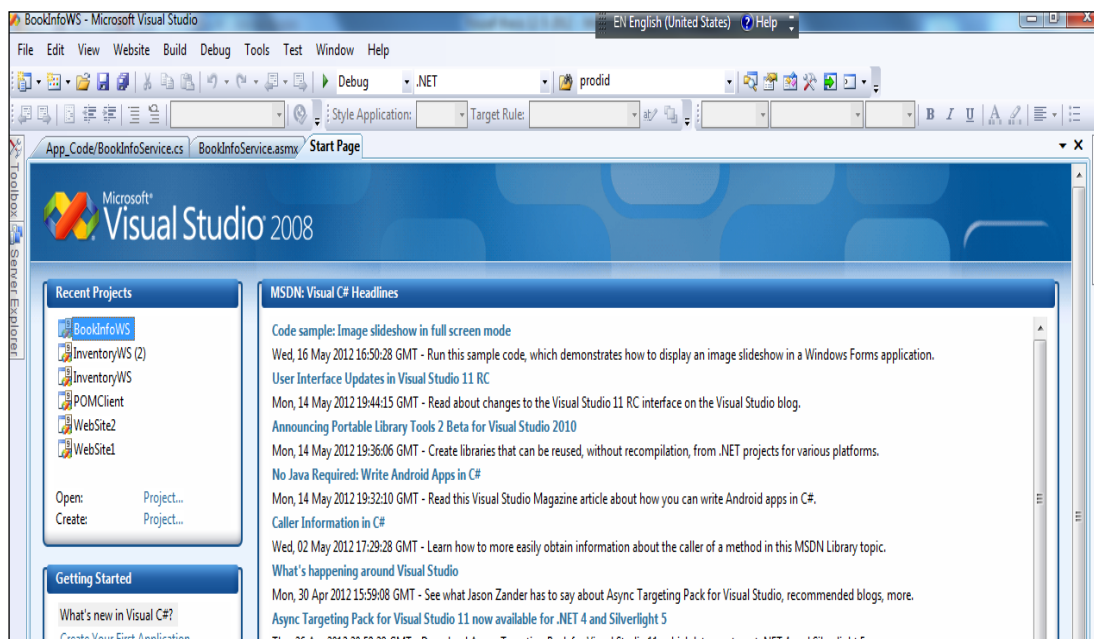 BookInfoWS - Microsoft Visual Studio
EN English (United States) ? Help
File Edit View Website Build Debug Tools Test Window Help
Debug .NET prodid
Style Application: Target Rule: B I U A
App_Code/BookInfoService.cs BookInfoService.asmx Start Page X
Toolbox
Server Explorer
Microsoft®
Visual Studio® 2008
Recent Projects
BookInfoWS
InventoryWS (2)
InventoryWS
POMClient
WebSite2
WebSite1
Open: Project...
Create: Project...
Getting Started
What's new in Visual C#?
Create Your First Application
MSDN: Visual C# Headlines
Code sample: Image slideshow in full screen mode
Wed, 16 May 2012 16:50:28 GMT - Run this sample code, which demonstrates how to display an image slideshow in a Windows Forms application.
User Interface Updates in Visual Studio 11 RC
Mon, 14 May 2012 19:44:15 GMT - Read about changes to the Visual Studio 11 RC interface on the Visual Studio blog.
Announcing Portable Library Tools 2 Beta for Visual Studio 2010
Mon, 14 May 2012 19:36:06 GMT - Create libraries that can be reused, without recompilation, from .NET projects for various platforms.
No Java Required: Write Android Apps in C#
Mon, 14 May 2012 19:32:10 GMT - Read this Visual Studio Magazine article about how you can write Android apps in C#.
Caller Information in C#
Wed, 02 May 2012 17:29:28 GMT - Learn how to more easily obtain information about the caller of a method in this MSDN Library topic.
What's happening around Visual Studio
Mon, 30 Apr 2012 15:59:08 GMT - See what Jason Zander has to say about Async Targeting Pack for Visual Studio, recommended blogs, more.
Async Targeting Pack for Visual Studio 11 now available for .NET 4 and Silverlight 5